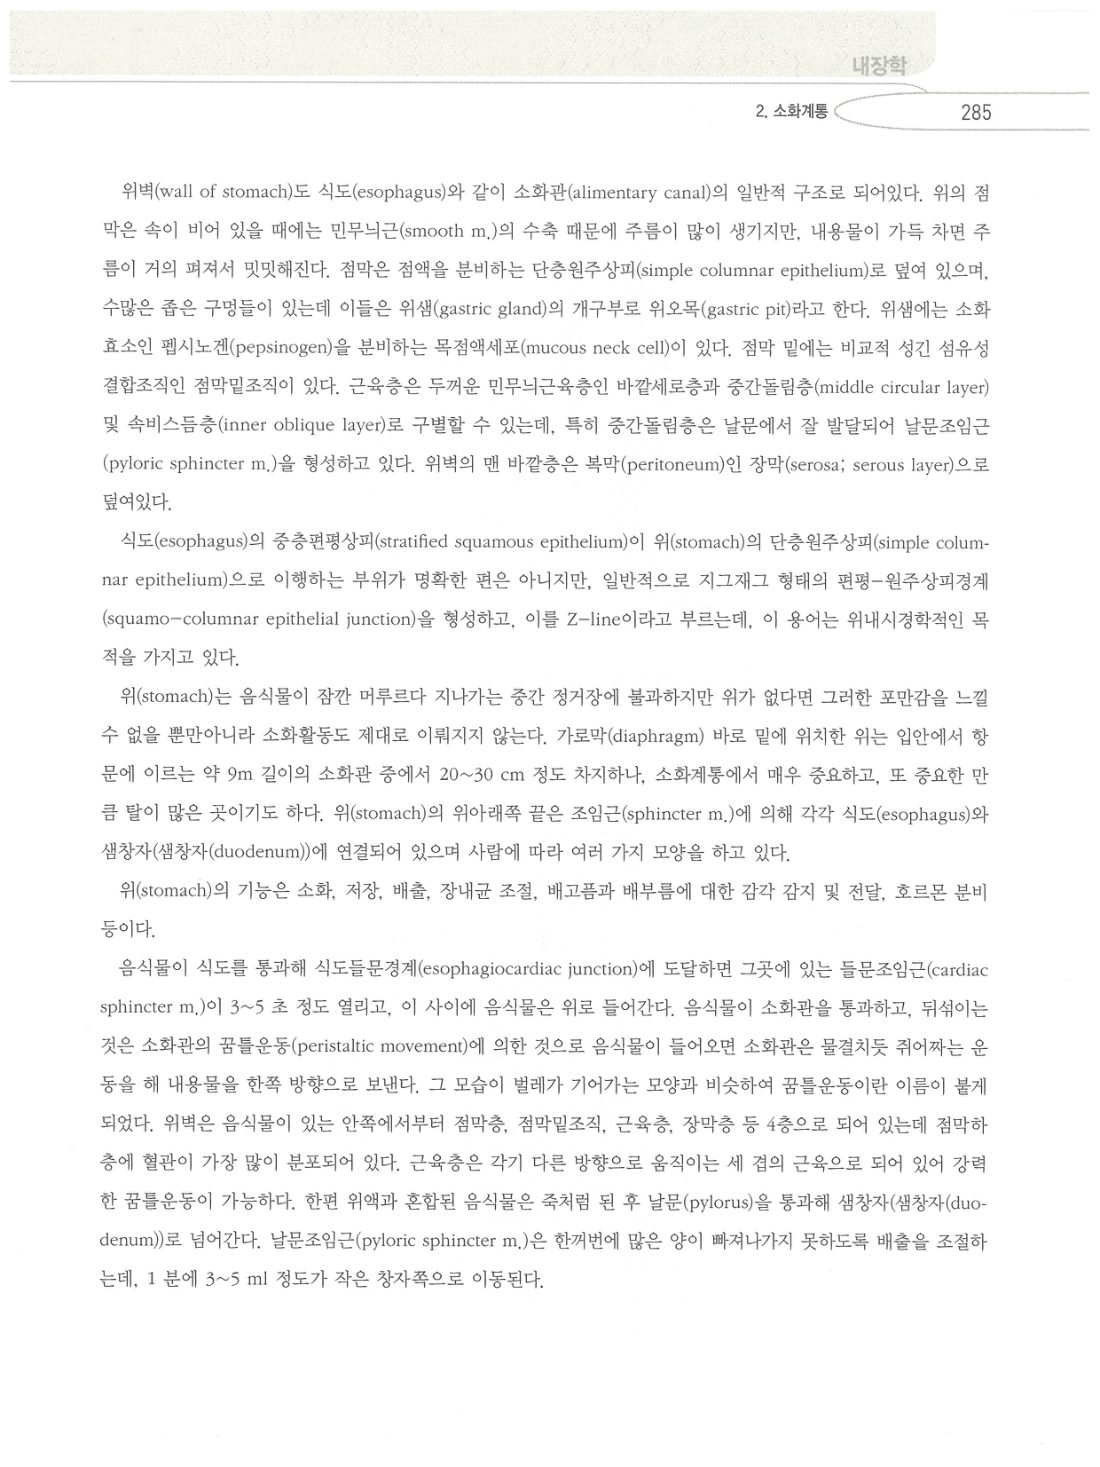 내장학
2. 소화계통
285
위벽(wall of stomach)도 식도(esophagus)와 같이 소화관(alimentary canal)의 일반적 구조로 되어있다. 위의 점
막은 속이 비어 있을 때에는 민무늬근(smooth m.)의 수축 때문에 주름이 많이 생기지만, 내용물이 가득 차면 주
름이 거의 펴져서 밋밋해진다. 점막은 점액을 분비하는 단층원주상피(simple columnar epithelium)로 덮여 있으며,
수많은 좁은 구멍들이 있는데 이들은 위샘(gastric gland)의 개구부로 위오목(gastric pit)라고 한다. 위샘에는 소화
효소인 펩시노겐(pepsinogen)을 분비하는 목점액세포(mucous neck cell)이 있다. 점막 밑에는 비교적 성긴 섬유성
결합조직인 점막밑조직이 있다. 근육층은 두꺼운 민무늬근육층인 바깥세로층과 중간돌림층(middle circular layer)
및 속비스듬층(inner oblique layer)로 구별할 수 있는데, 특히 중간돌림층은 날문에서 잘 발달되어 날문조임근
(pyloric sphincter m.)을 형성하고 있다. 위벽의 맨 바깥층은 복막(peritoneum)인 장막(serosa; serous layer)으로
덮여있다.
식도(esophagus)의 중층편평상피(stratified squamous epithelium)이 위(stomach)의 단층원주상피(simple colum-
nar epithelium)으로 이행하는 부위가 명확한 편은 아니지만, 일반적으로 지그재그 형태의 편평-원주상피경계
(squamo-columnar epithelial junction)을 형성하고, 이를 Z-line이라고 부르는데, 이 용어는 위내시경학적인 목
적을 가지고 있다.
위(stomach)는 음식물이 잠깐 머루르다 지나가는 중간 정거장에 불과하지만 위가 없다면 그러한 포만감을 느낄
수 없을 뿐만아니라 소화활동도 제대로 이뤄지지 않는다. 가로막(diaphragm) 바로 밑에 위치한 위는 입안에서 항
문에 이르는 약 9m 길이의 소화관 중에서 20~30 cm 정도 차지하나, 소화계통에서 매우 중요하고, 또 중요한 만
큼 탈이 많은 곳이기도 하다. 위(stomach)의 위아래쪽 끝은 조임근(sphincter m.)에 의해 각각 식도(esophagus)와
샘창자(샘창자(duodenum))에 연결되어 있으며 사람에 따라 여러 가지 모양을 하고 있다.
위(stomach)의 기능은 소화, 저장, 배출, 장내균 조절, 배고픔과 배부름에 대한 감각 감지 및 전달, 호르몬 분비
등이다.
음식물이 식도를 통과해 식도들문경계(esophagiocardiac junction)에 도달하면 그곳에 있는 들문조임근(cardiac
sphincter m.)이 3~5 초 정도 열리고, 이 사이에 음식물은 위로 들어간다. 음식물이 소화관을 통과하고, 뒤섞이는
것은 소화관의 꿈틀운동(peristaltic movement)에 의한 것으로 음식물이 들어오면 소화관은 물결치듯 쥐어짜는 운
동을 해 내용물을 한쪽 방향으로 보낸다. 그 모습이 벌레가 기어가는 모양과 비슷하여 꿈틀운동이란 이름이 붙게
되었다. 위벽은 음식물이 있는 안쪽에서부터 점막층, 점막밑조직, 근육층, 장막층 등 4층으로 되어 있는데 점막하
층에 혈관이 가장 많이 분포되어 있다. 근육층은 각기 다른 방향으로 움직이는 세 겹의 근육으로 되어 있어 강력
한 꿈틀운동이 가능하다. 한편 위액과 혼합된 음식물은 죽처럼 된 후 날문(pylorus)을 통과해 샘창자(샘창자(duo-
denum))로 넘어간다. 날문조임근(pyloric sphincter m.)은 한꺼번에 많은 양이 빠져나가지 못하도록 배출을 조절하
는데, 1 분에 3~5 ml 정도가 작은 창자쪽으로 이동된다.